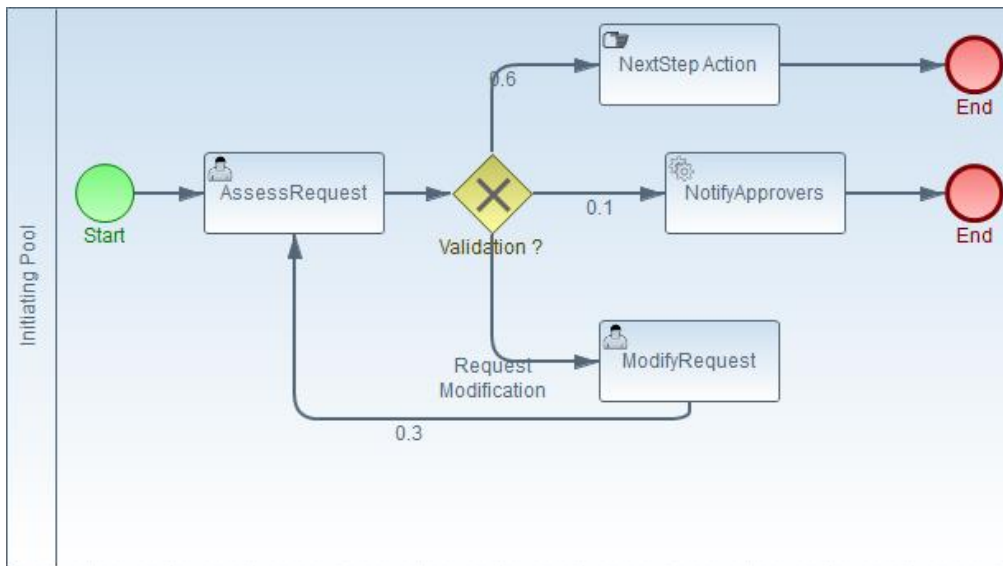 Initiating Pool
NextStep Action
0.6
End
Start
AssessRequest
Validation ?
NotifyApprovers
0.1
End
Request
Modification
ModifyRequest
0.3